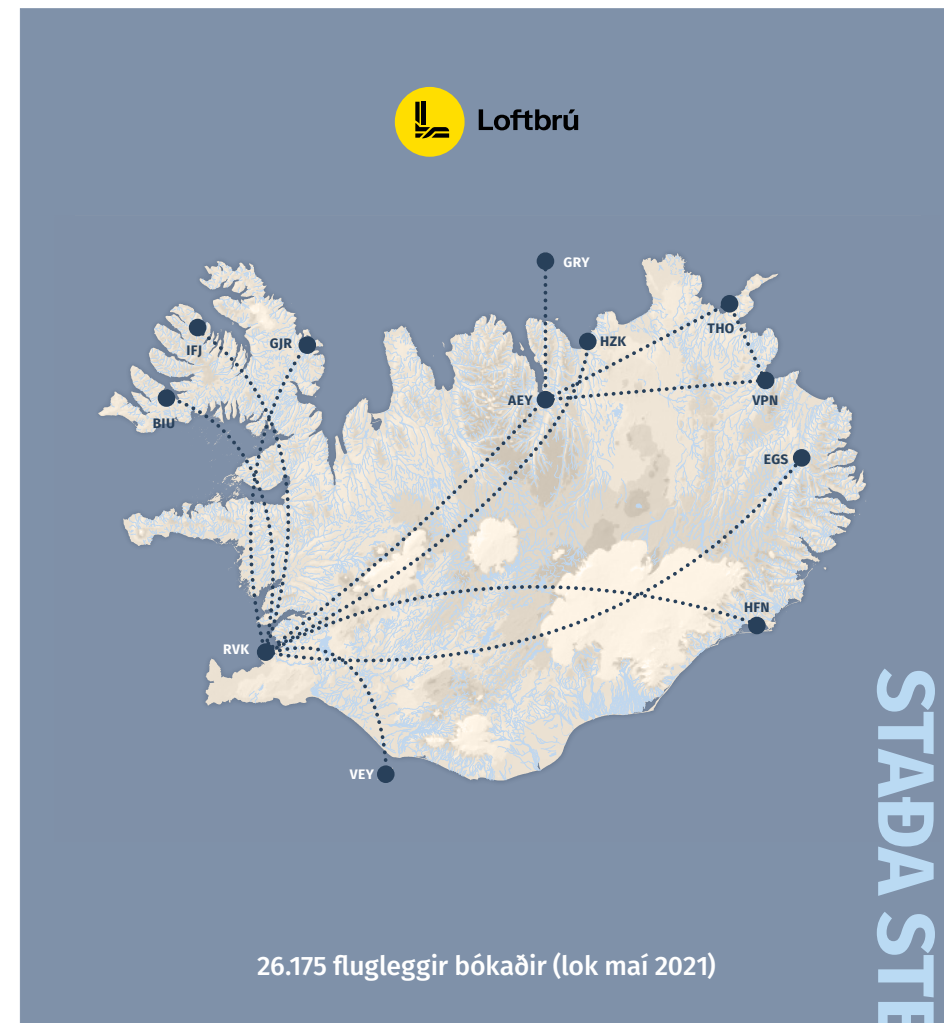 Loftbrú
GRY
THO
HZK
GJR
IFJ
AEY
VPN
BIU
EGS
HFN
RVK
VEY
26.175 flugleggir bókaðir (lok maí 2021)
STAÐA